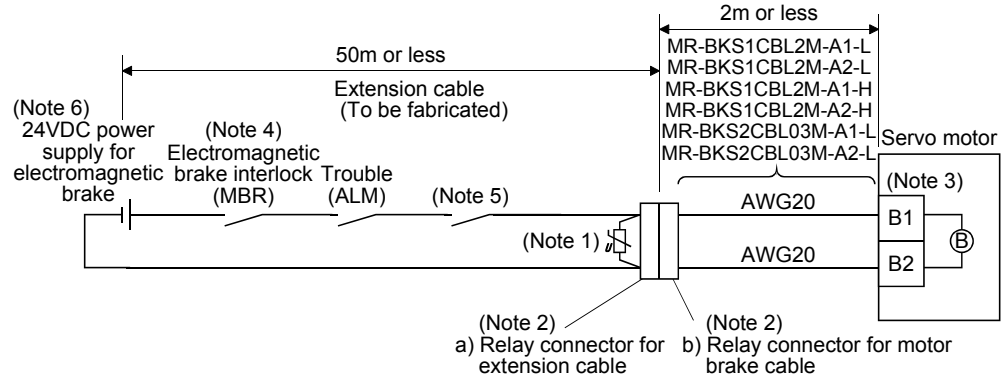 2m or less
50m or less
MR-BKS1CBL2M-A1-L
MR-BKS1CBL2M-A2-L
MR-BKS1CBL2M-A1-H
MR-BKS1CBL2M-A2-H
MR-BKS2CBL03M-A1-L
MR-BKS2CBL03M-A2-L
Extension cable
(To be fabricated)
(Note 6)
24VDC power
supply for
electromagnetic
brake
(Note 4)
Electromagnetic
brake interlock
(MBR)
Trouble
(ALM)
(Note 5)
Servo motor
(Note 3)
AWG20
B1
(Note 1)
U
B
AWG20
B2
(Note 2)
a) Relay connector for
extension cable
(Note 2)
b) Relay connector for motor
brake cable